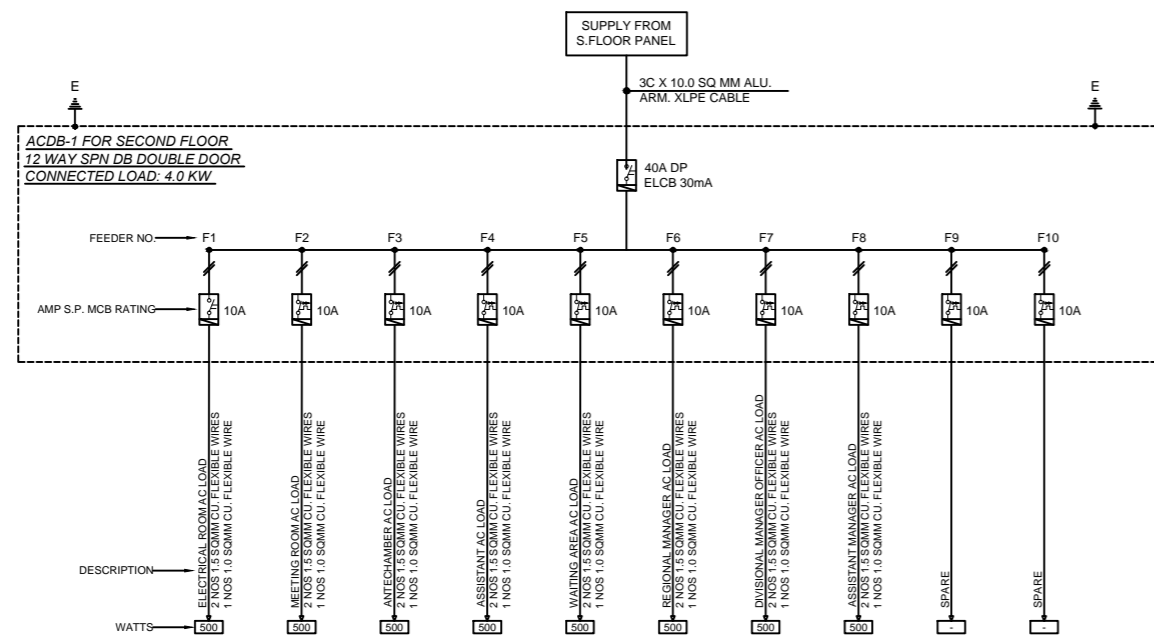 SUPPLY FROM
S.FLOOR PANEL
3C X 10.0 SQ MM ALU.
ARM. XLPE CABLE
E
E
ACDB-1 FOR SECOND FLOOR
12 WAY SPN DB DOUBLE DOOR
CONNECTED LOAD: 4.0 KW
40A DP
ELCB 30mA
FEEDER NO.
F1
F2
F3
F4
F5
F6
F7
F8
F9
F10
AMP S.P. MCB RATING
10A
10A
10A
10A
10A
10A
10A
10A
10A
10A
DESCRIPTION
ELECTRICAL ROOM AC LOAD
2 NOS 1.5 SQMM CU. FLEXIBLE WIRES
1 NOS 1.0 SQMM CU. FLEXIBLE WIRE
MEETING ROOM AC LOAD
2 NOS 1.5 SQMM CU. FLEXIBLE WIRES
1 NOS 1.0 SQMM CU. FLEXIBLE WIRE
ANTECHAMBER AC LOAD
2 NOS 1.5 SQMM CU. FLEXIBLE WIRES
1 NOS 1.0 SQMM CU. FLEXIBLE WIRE
ASSISTANT AC LOAD
2 NOS 1.5 SQMM CU. FLEXIBLE WIRES
1 NOS 1.0 SQMM CU. FLEXIBLE WIRE
WAITING AREA AC LOAD
2 NOS 1.5 SQMM CU. FLEXIBLE WIRES
1 NOS 1.0 SQMM CU. FLEXIBLE WIRE
REGIONAL MANAGER AC LOAD
2 NOS 1.5 SQMM CU. FLEXIBLE WIRES
1 NOS 1.0 SQMM CU. FLEXIBLE WIRE
DIVISIONAL MANAGER OFFICER AC LOAD
2 NOS 1.5 SQMM CU. FLEXIBLE WIRES
1 NOS 1.0 SQMM CU. FLEXIBLE WIRE
ASSISTANT MANAGER AC LOAD
2 NOS 1.5 SQMM CU. FLEXIBLE WIRES
1 NOS 1.0 SQMM CU. FLEXIBLE WIRE
SPARE
SPARE
WATTS
500
500
500
500
500
500
500
500
-
-